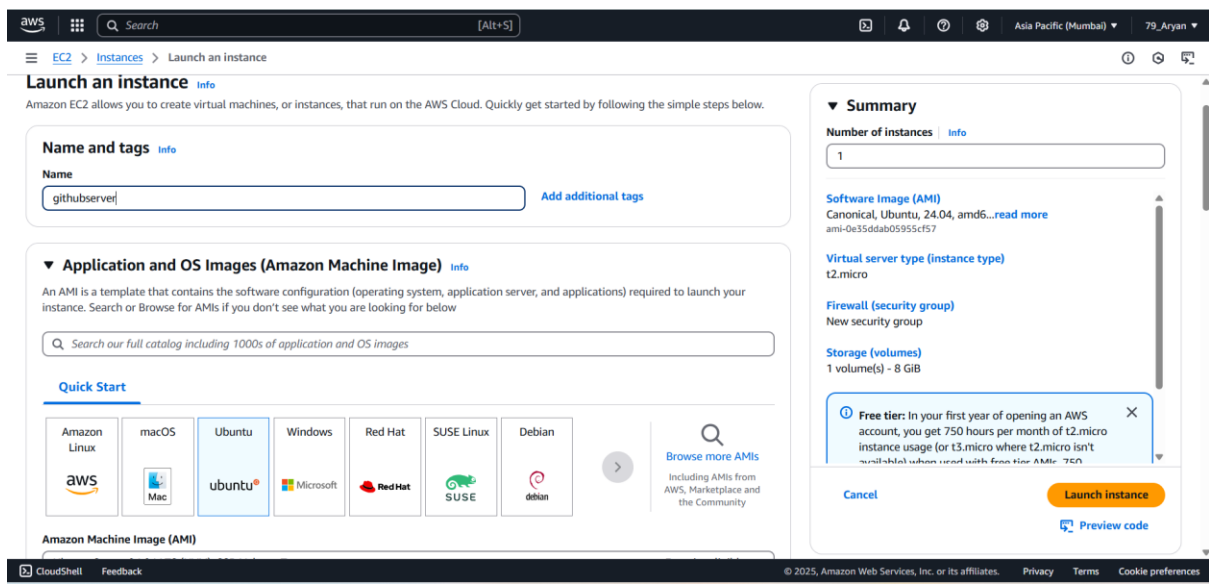 aws
Search
[Alt+S]
Asia Pacific (Mumbai) ▼
79_Aryan ▼
EC2 > Instances > Launch an instance
Launch an instance Info
Amazon EC2 allows you to create virtual machines, or instances, that run on the AWS Cloud. Quickly get started by following the simple steps below.
Name and tags Info
Name
githubserver
Add additional tags
▼ Application and OS Images (Amazon Machine Image) Info
An AMI is a template that contains the software configuration (operating system, application server, and applications) required to launch your
instance. Search or Browse for AMIs if you don't see what you are looking for
below
Search our full catalog including 1000s of application and OS images
Quick Start
Amazon
Linux
aws
macOS
Mac
Ubuntu
ubuntu®
Windows
Microsoft
Red Hat
Red Hat
SUSE Linux
SUSE
Debian
debian
Browse more AMIs
Including AMIs from
AWS, Marketplace and
the Community
Amazon Machine Image (AMI)
▼ Summary
Number of instances Info
1
Software Image (AMI)
Canonical, Ubuntu, 24.04, amd6...read more
ami-0e35ddab05955cf57
Virtual server type (instance type)
t2.micro
Firewall (security group)
New security group
Storage (volumes)
1 volume(s) - 8 GiB
Free tier: In your first year of opening an AWS
account, you get 750 hours per month of t2.micro
instance usage (or t3.micro where t2.micro isn't
available) when used with free tier AMIs, 750
Cancel
Launch instance
Preview code
CloudShell
Feedback
© 2025, Amazon Web Services, Inc. or its affiliates.
Privacy
Terms
Cookie preferences